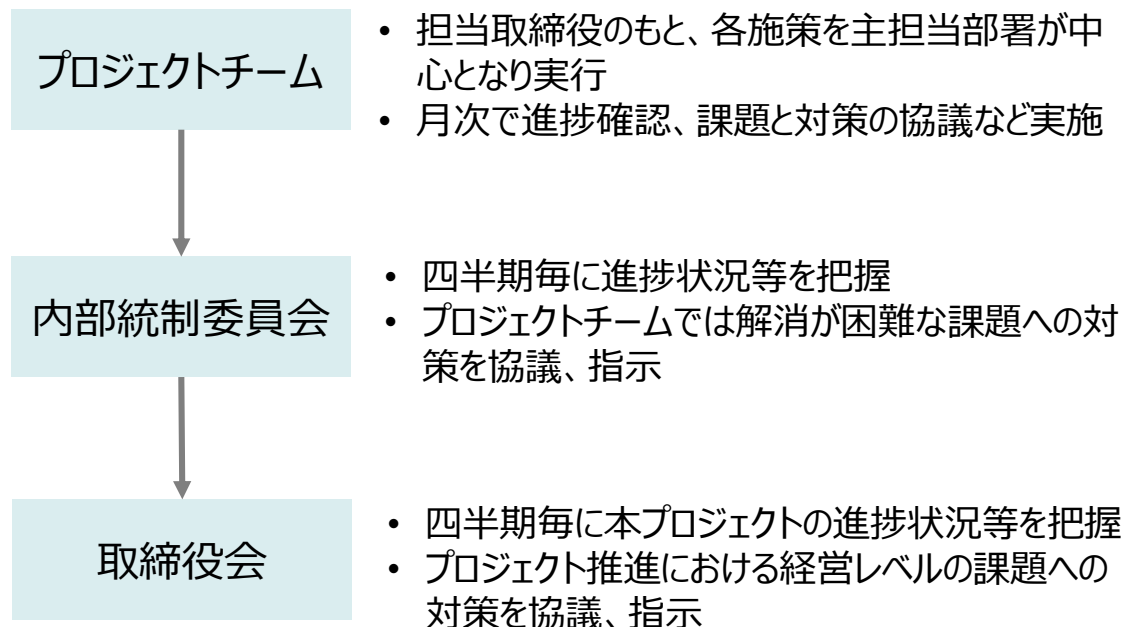 プロジェクトチーム
• 担当取締役のもと、各施策を主担当部署が中
心となり実行
• 月次で進捗確認、課題と対策の協議など実施
内部統制委員会
• 四半期毎に進捗状況等を把握
• プロジェクトチームでは解消が困難な課題への対
策を協議、指示
取締役会
• 四半期毎に本プロジェクトの進捗状況等を把握
• プロジェクト推進における経営レベルの課題への
対策を協議、指示